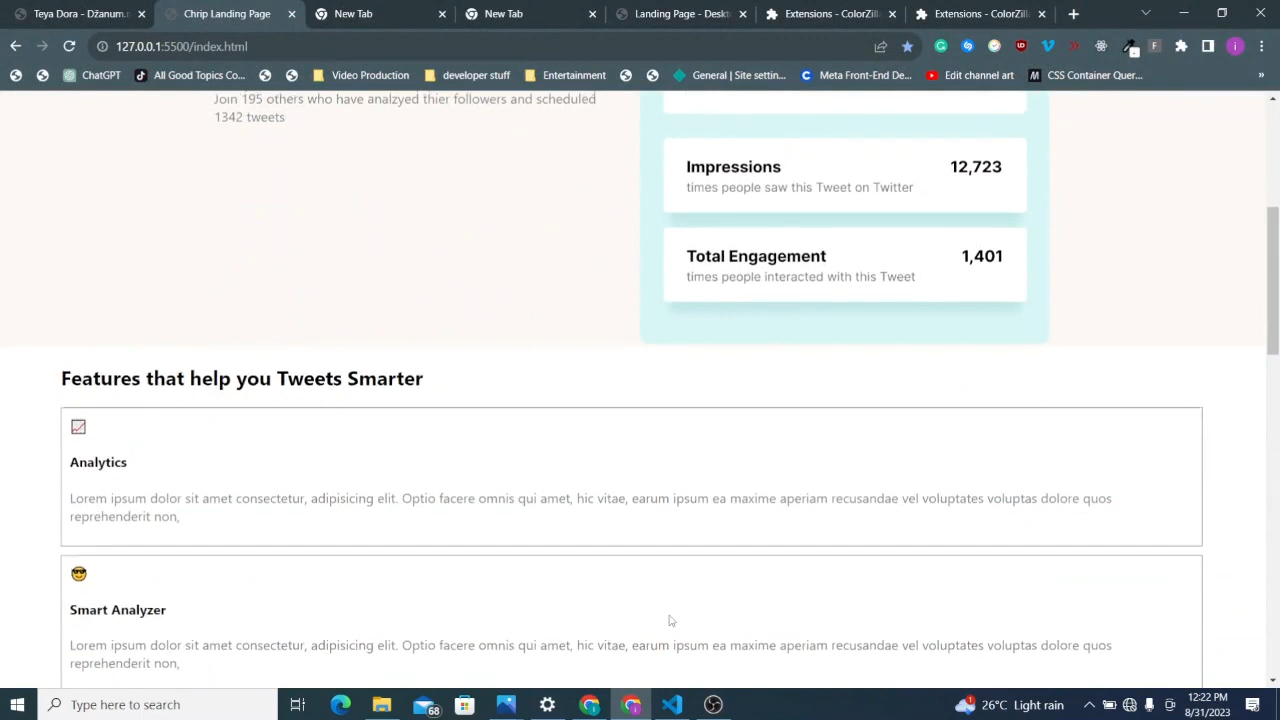 Teya Dora - Džanum.m
Chrip Landing Page
New Tab
New Tab
Landing Page - Deskt
Extensions - ColorZill
Extensions - ColorZill
127.0.0.1:5500/index.html
ChatGPT
All Good Topics Co...
Video Production
developer stuff
Entertainment
General | Site settin...
Meta Front-End De...
Edit channel art
CSS Container Quer...
»
Join 195 others who have analzyed thier followers and scheduled
1342 tweets
Impressions 12,723
times people saw this Tweet on Twitter
Total Engagement 1,401
times people interacted with this Tweet
Features that help you Tweets Smarter
Analytics
Lorem ipsum dolor sit amet consectetur, adipisicing elit. Optio facere omnis qui amet, hic vitae, earum ipsum ea maxime aperiam recusandae vel voluptates voluptas dolore quos
reprehenderit non,
Smart Analyzer
Lorem ipsum dolor sit amet consectetur, adipisicing elit. Optio facere omnis qui amet, hic vitae, earum ipsum ea maxime aperiam recusandae vel voluptates voluptas dolore quos
reprehenderit non,
Type here to search
68
1
26°C Light rain
12:22 PM
8/31/2023